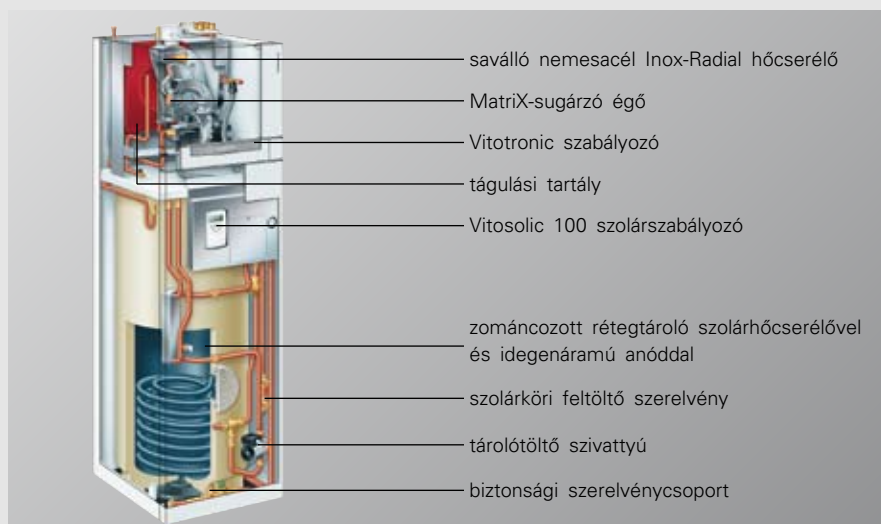 saválló nemesacél Inox-Radial hőcserélő
MatriX-sugárzó égő
Vitotronic szabályozó
tágulási tartály
Vitosolic 100 szolárszabályozó
zománcozott rétegtároló szolárhőcserélővel
és idegenáramú anóddal
szolárköri feltöltő szerelvény
tárolótöltő szivattyú
biztonsági szerelvénycsoport